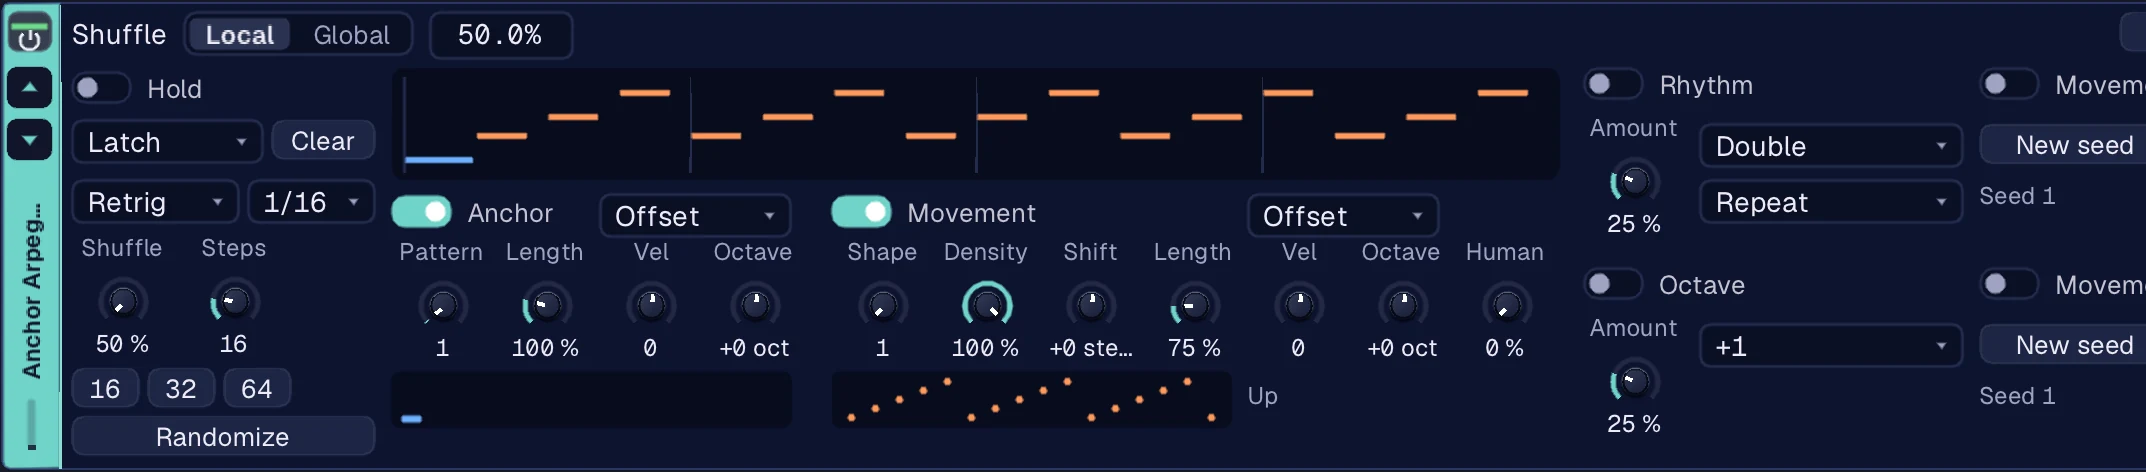 Shuffle Local Global 50.0%
Hold
Latch Clear
Retrig 1/16
Shuffle Steps
50 % 16
16 32 64
Randomize
Anchor Arpeg...
Anchor Offset
Pattern Length Vel Octave
1 100 % 0 +0 oct
Movement Offset
Shape Density Shift Length Vel Octave Human
1 100 % +0 ste... 75 % 0 +0 oct 0 %
Up
Rhythm
Amount Double
Repeat
25 %
Octave
Amount +1
25 %
Movem
New seed
Seed 1
Movem
New seed
Seed 1